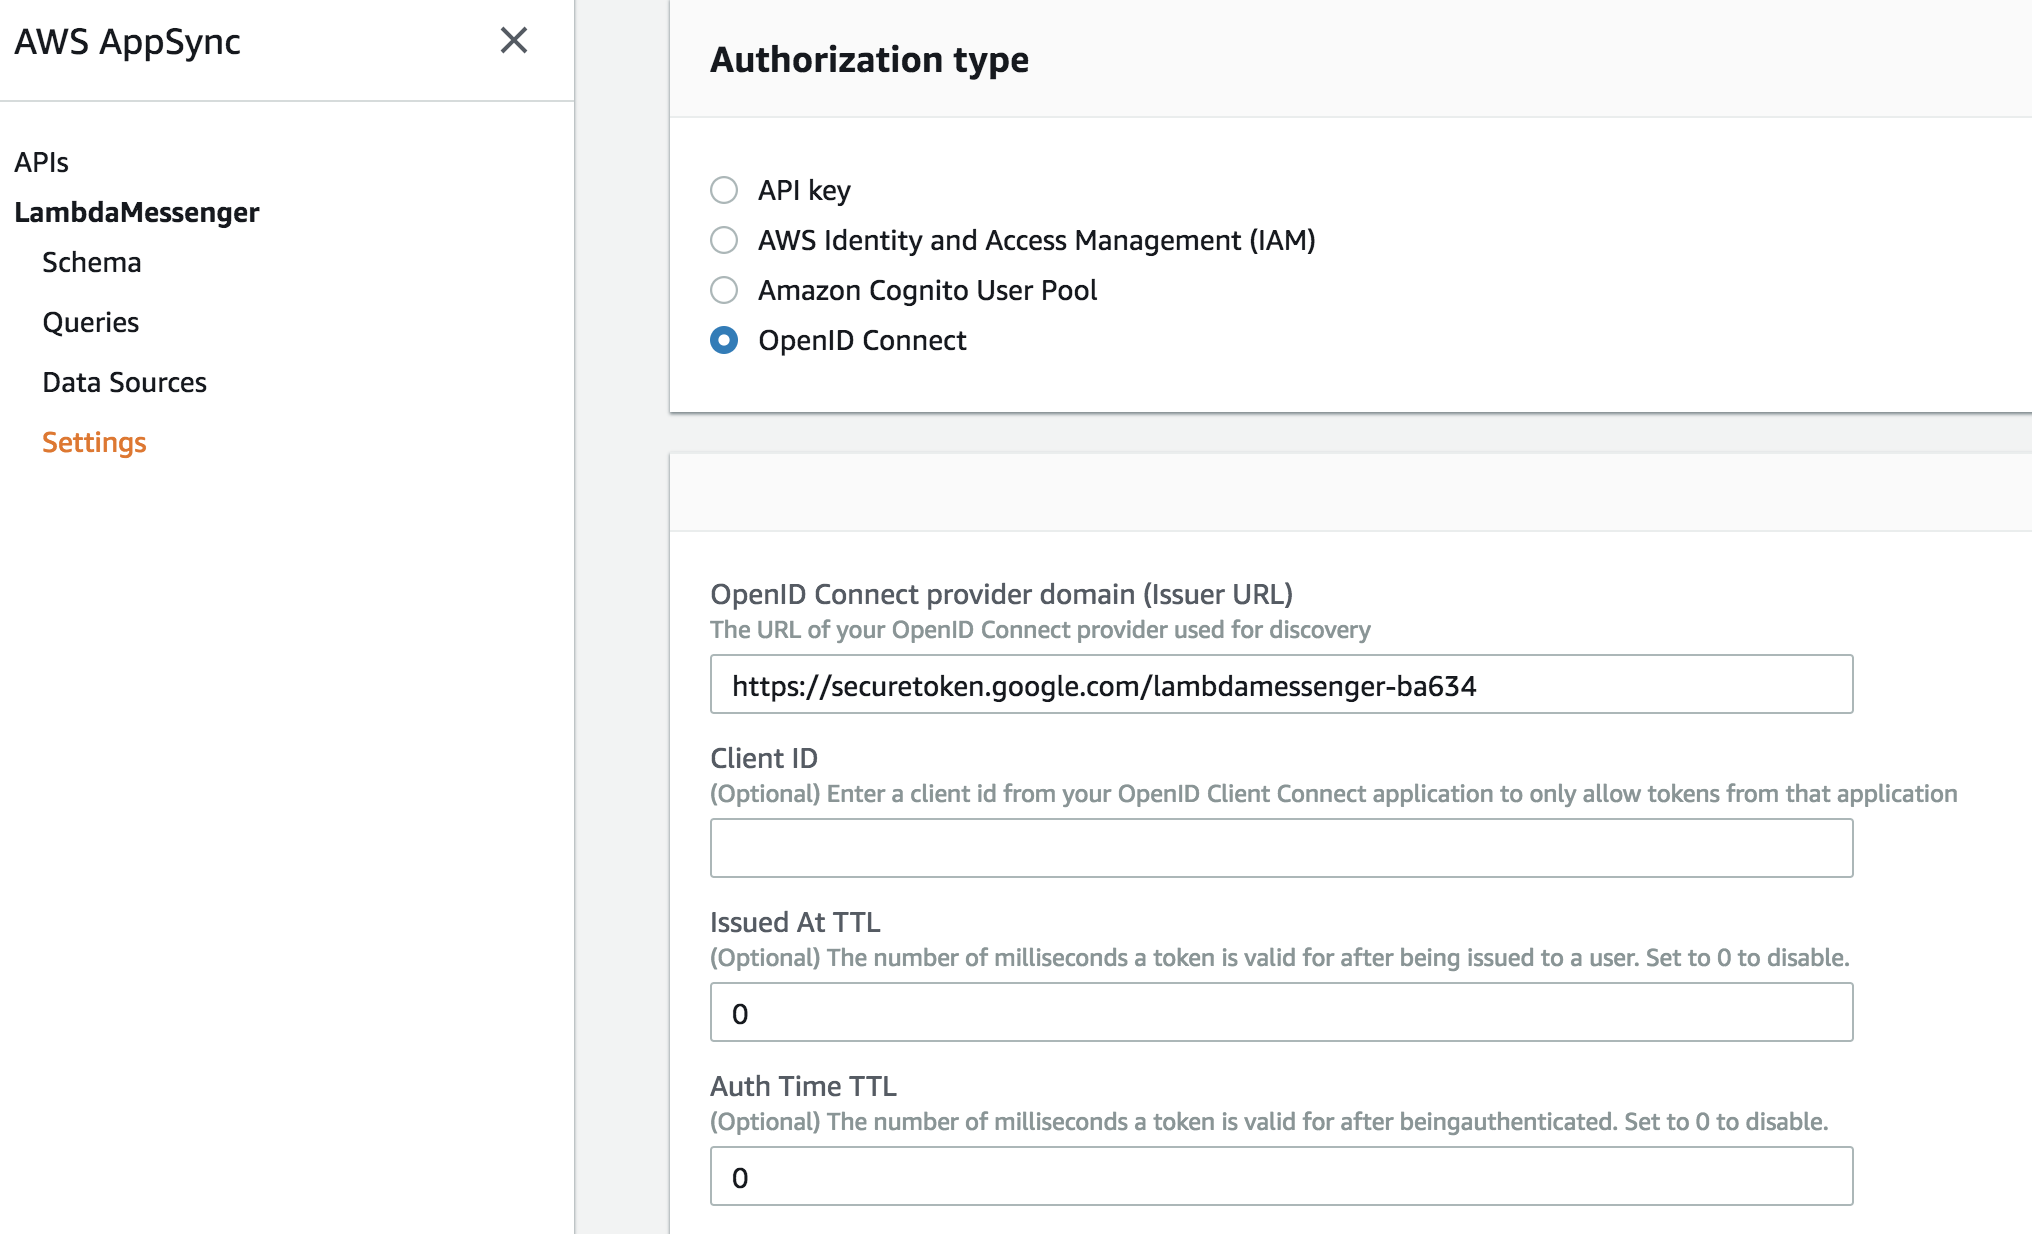 AWS AppSync
APIs
LambdaMessenger
Schema
Queries
Data Sources
Settings
Authorization type
API key
AWS Identity and Access Management (IAM)
Amazon Cognito User Pool
OpenID Connect
OpenID Connect provider domain (Issuer URL)
The URL of your OpenID Connect provider used for discovery
https://securetoken.google.com/lambdamessenger-ba634
Client ID
(Optional) Enter a client id from your OpenID Client Connect application to only allow tokens from that application
Issued At TTL
(Optional) The number of milliseconds a token is valid for after being issued to a user. Set to 0 to disable.
0
Auth Time TTL
(Optional) The number of milliseconds a token is valid for after beingauthenticated. Set to 0 to disable.
0